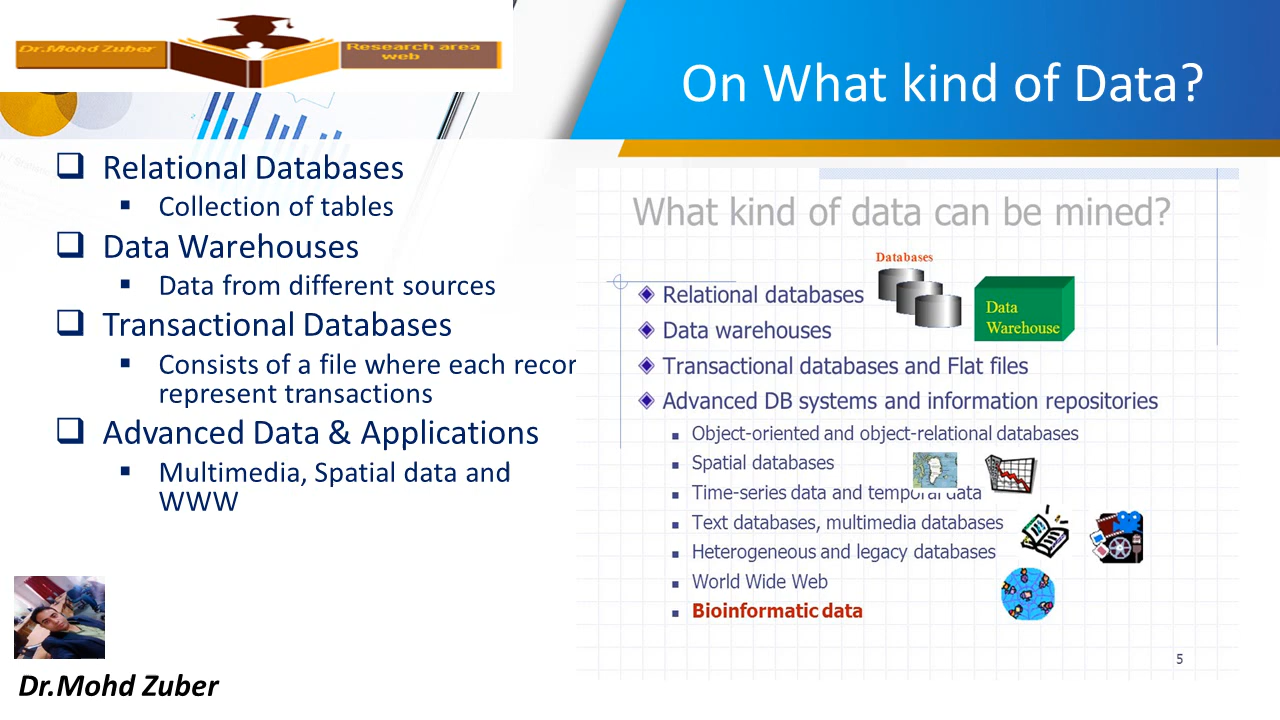 Dr.Mohd Zuber
Research area
web
On What kind of Data?
Relational Databases
Collection of tables
Data Warehouses
Data from different sources
Transactional Databases
Consists of a file where each recor
represent transactions
Advanced Data & Applications
Multimedia, Spatial data and
WWW
What kind of data can be mined?
Databases
Relational databases
Data
Warehouse
Data warehouses
Transactional databases and Flat files
Advanced DB systems and information repositories
Object-oriented and object-relational databases
Spatial databases
Time-series data and temporal data
Text databases, multimedia databases
Heterogeneous and legacy databases
World Wide Web
Bioinformatic data
5
Dr.Mohd Zuber